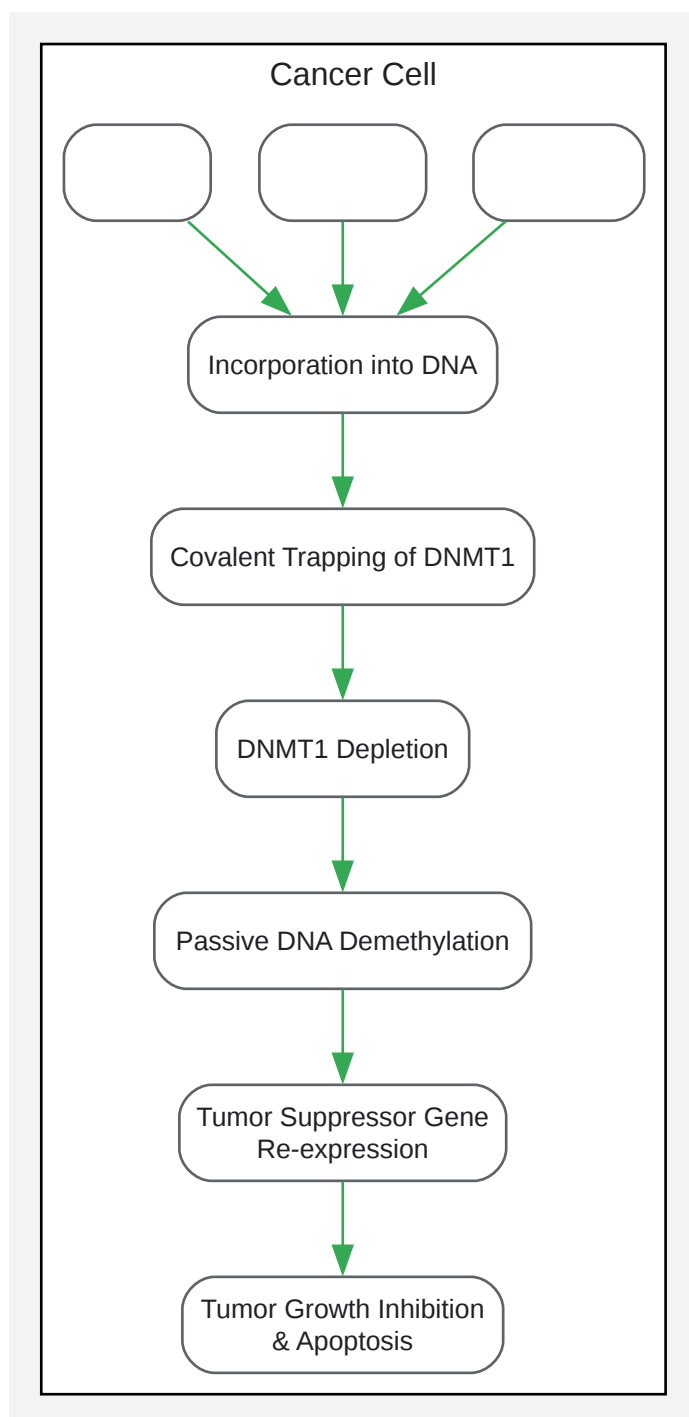 Cancer Cell
Incorporation into DNA
Covalent Trapping of DNMT1
DNMT1 Depletion
Passive DNA Demethylation
Tumor Suppressor Gene
Re-expression
Tumor Growth Inhibition
& Apoptosis